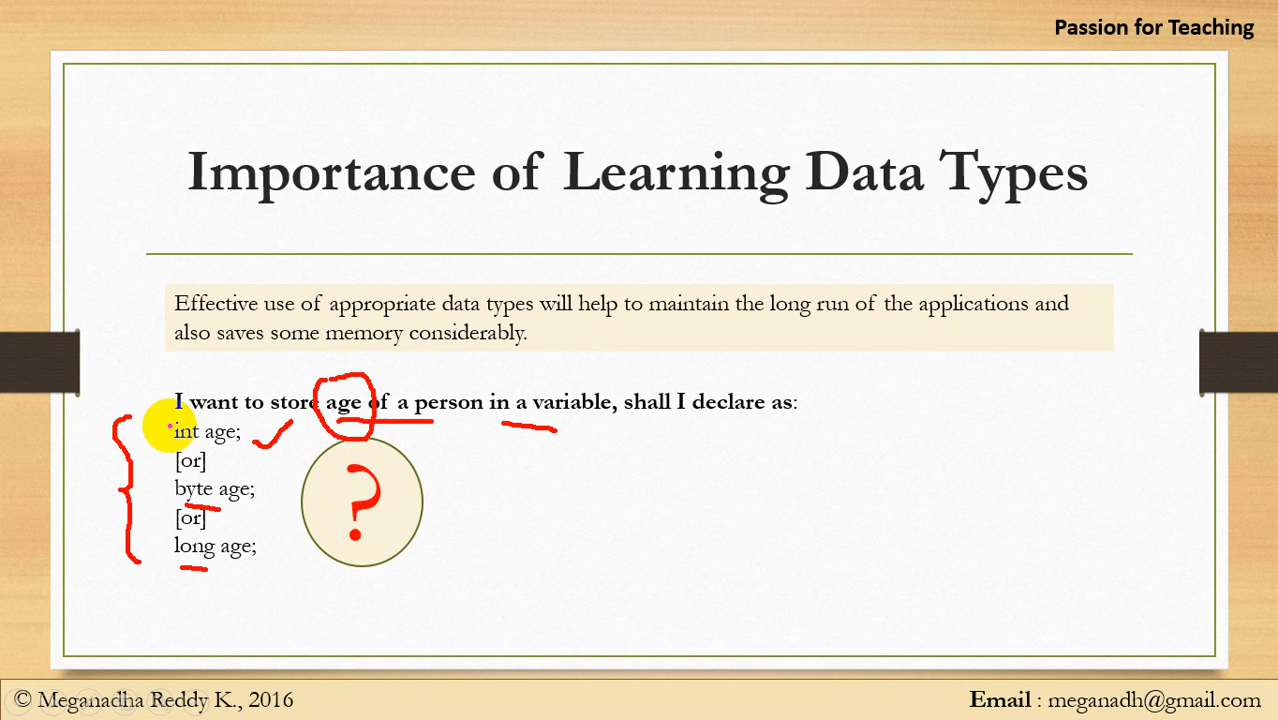 Passion for Teaching
Importance of Learning Data Types
Effective use of appropriate data types will help to maintain the long run of the applications and
also saves some memory considerably.
I want to store age of a person in a variable, shall I declare as:
int age;
[or]
byte age;
[or]
long age;
?
© Meganadha Reddy K., 2016
Email : meganadh@gmail.com